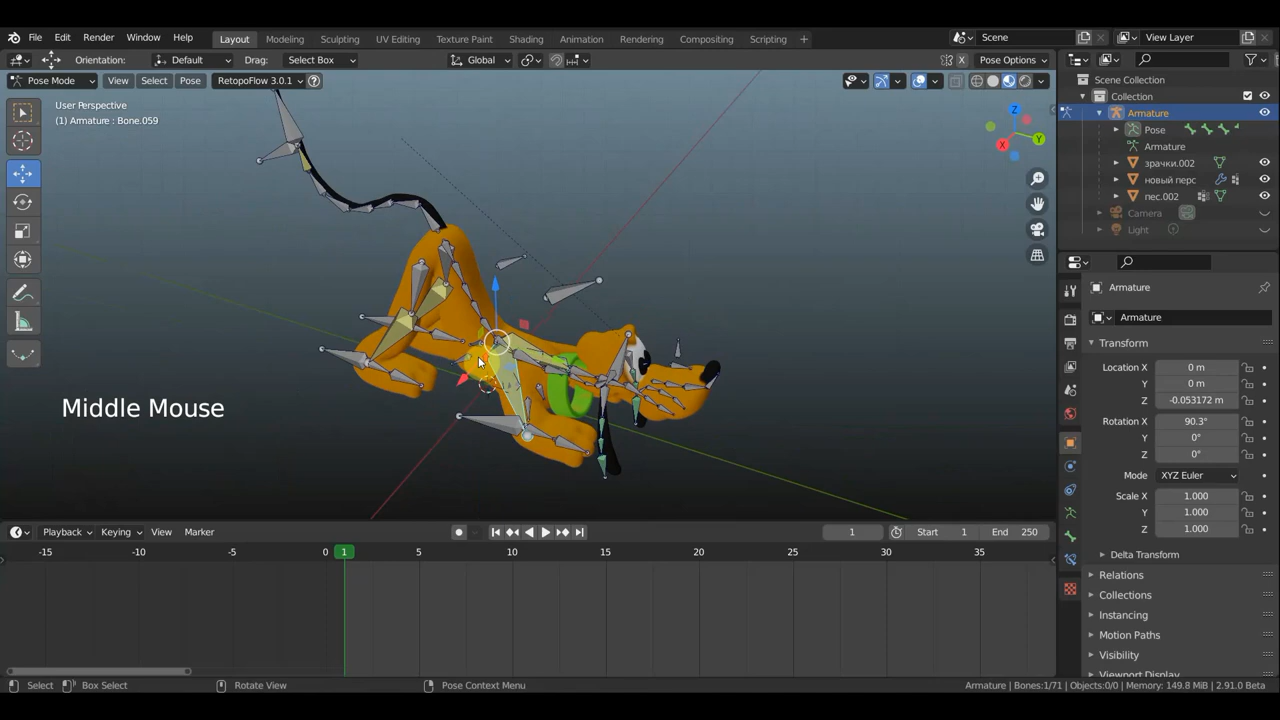 File Edit Render Window Help Layout Modeling Sculpting UV Editing Texture Paint Shading Animation Rendering Compositing Scripting + Scene View Layer
Orientation: Default Drag: Select Box Global Pose Options
Pose Mode View Select Pose RetopoFlow 3.0.1 ?
Scene Collection
Collection
Armature
Pose
Armature
зрачки.002
новый перс
пес.002
Camera
Light
User Perspective
(1) Armature : Bone.059
Z
Y
X
Middle Mouse
Armature
Armature
Transform
Location X 0 m
Y 0 m
Z -0.053172 m
Rotation X 90.3°
Y 0°
Z 0°
Mode XYZ Euler
Scale X 1.000
Y 1.000
Z 1.000
Delta Transform
Relations
Collections
Instancing
Motion Paths
Visibility
Viewport Display
Playback Keying View Marker 1 Start 1 End 250
-15 -10 -5 0 1 5 10 15 20 25 30 35
Select Box Select Rotate View Pose Context Menu Armature | Bones:1/71 | Objects:0/0 | Memory: 149.8 MiB | 2.91.0 Beta